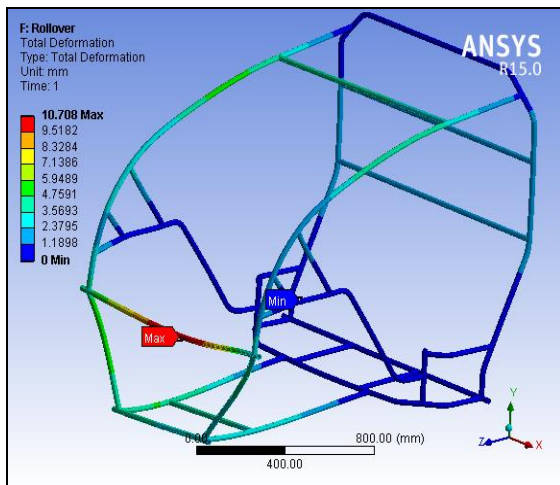 F: Rollover
Total Deformation
Type: Total Deformation
Unit: mm
Time: 1
ANSYS
R15.0
10.708 Max
9.5182
8.3284
7.1386
5.9489
4.7591
3.5693
2.3795
1.1898
0 Min
Min
Max
0.00
800.00 (mm)
400.00
Y
Z
X